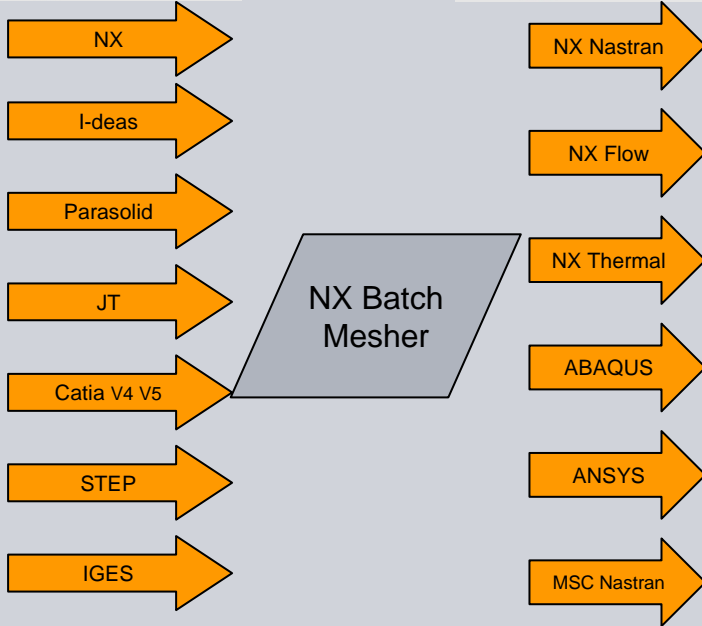 NX
I-deas
Parasolid
JT
Catia V4 V5
STEP
IGES
NX Batch
Mesher
NX Nastran
NX Flow
NX Thermal
ABAQUS
ANSYS
MSC Nastran